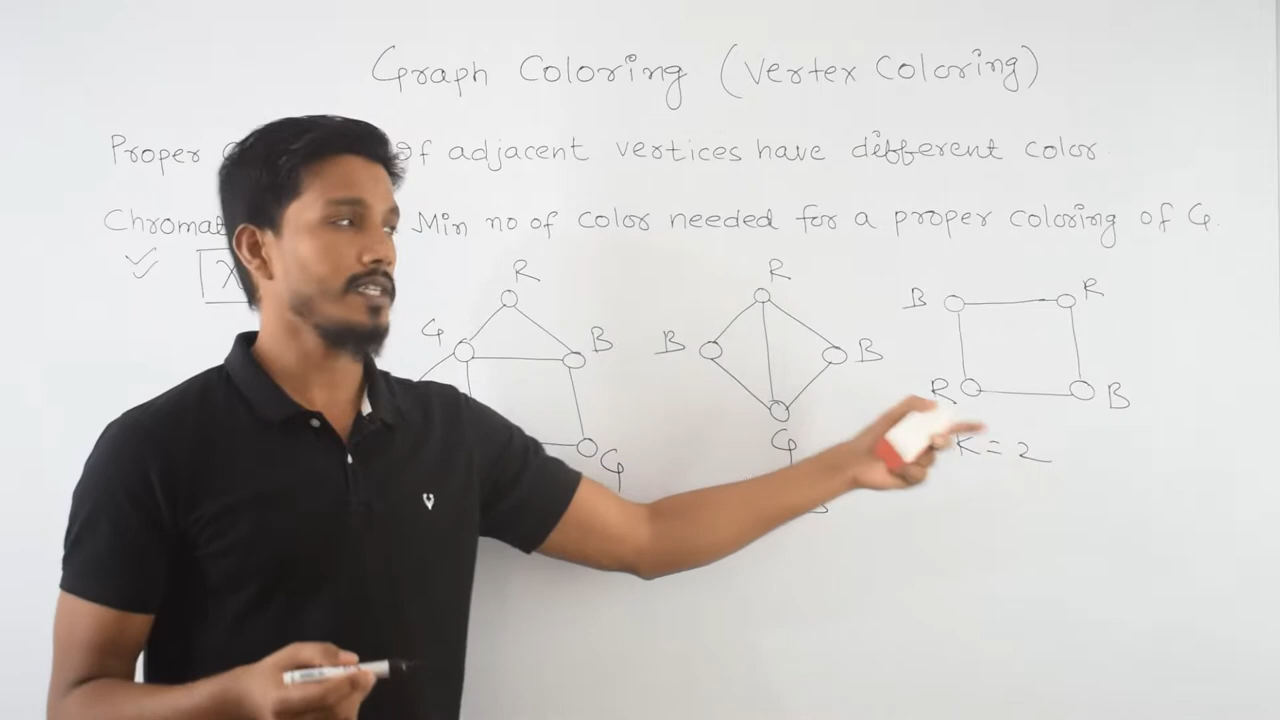 Graph Coloring (Vertex Coloring)
Proper of adjacent vertices have different color
Chromat Min no of color needed for a proper coloring of G.
R R B R
G B B B R B
G G K = 2